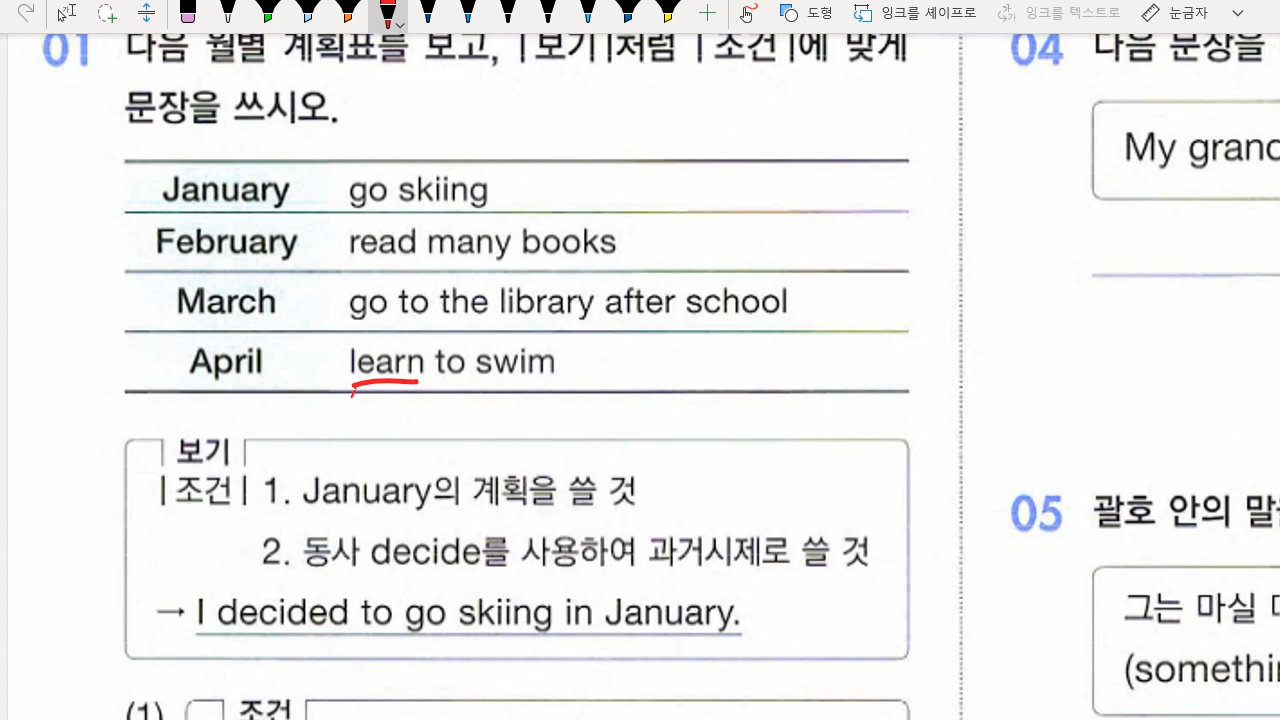 도형 잉크를 셰이프로 잉크를 텍스트로 눈금자
01 다음 월별 계획표를 보고, |보기|처럼 |조건|에 맞게
문장을 쓰시오.
January go skiing
February read many books
March go to the library after school
April learn to swim
보기
|조건| 1. January의 계획을 쓸 것
2. 동사 decide를 사용하여 과거시제로 쓸 것
→ I decided to go skiing in January.
(1) 조건
04 다음 문장을
My grand
05 괄호 안의 말을
그는 마실
(somethin